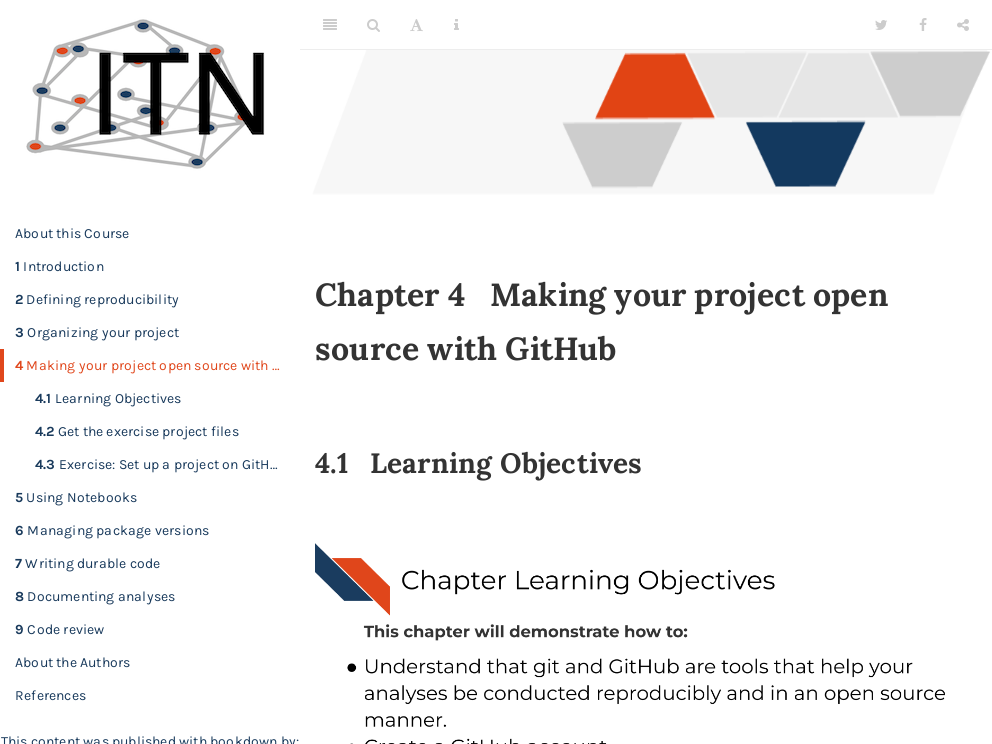 ITN
About this Course
1 Introduction
2 Defining reproducibility
3 Organizing your project
4 Making your project open source with ...
4.1 Learning Objectives
4.2 Get the exercise project files
4.3 Exercise: Set up a project on GitH...
5 Using Notebooks
6 Managing package versions
7 Writing durable code
8 Documenting analyses
9 Code review
About the Authors
References
This content was published with bookdown by:
A
i
Chapter 4 Making your project open
source with GitHub
4.1 Learning Objectives
Chapter Learning Objectives
This chapter will demonstrate how to:
● Understand that git and GitHub are tools that help your
analyses be conducted reproducibly and in an open source
manner.
● Create a GitHub account